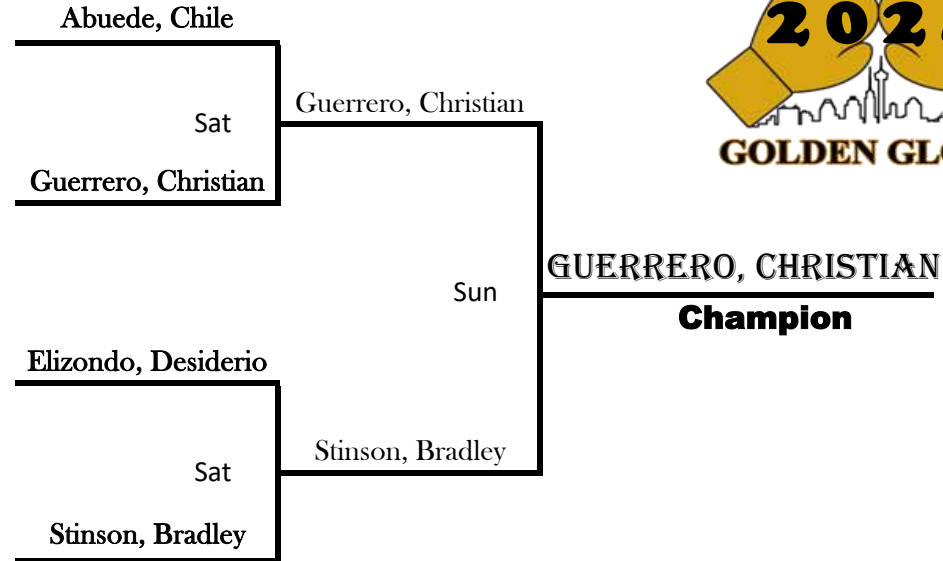 Abuede, Chile
Sat
Guerrero, Christian
Guerrero, Christian
Sun
GUERRERO, CHRISTIAN
Champion
Elizondo, Desiderio
Sat
Stinson, Bradley
Stinson, Bradley
GOLDEN